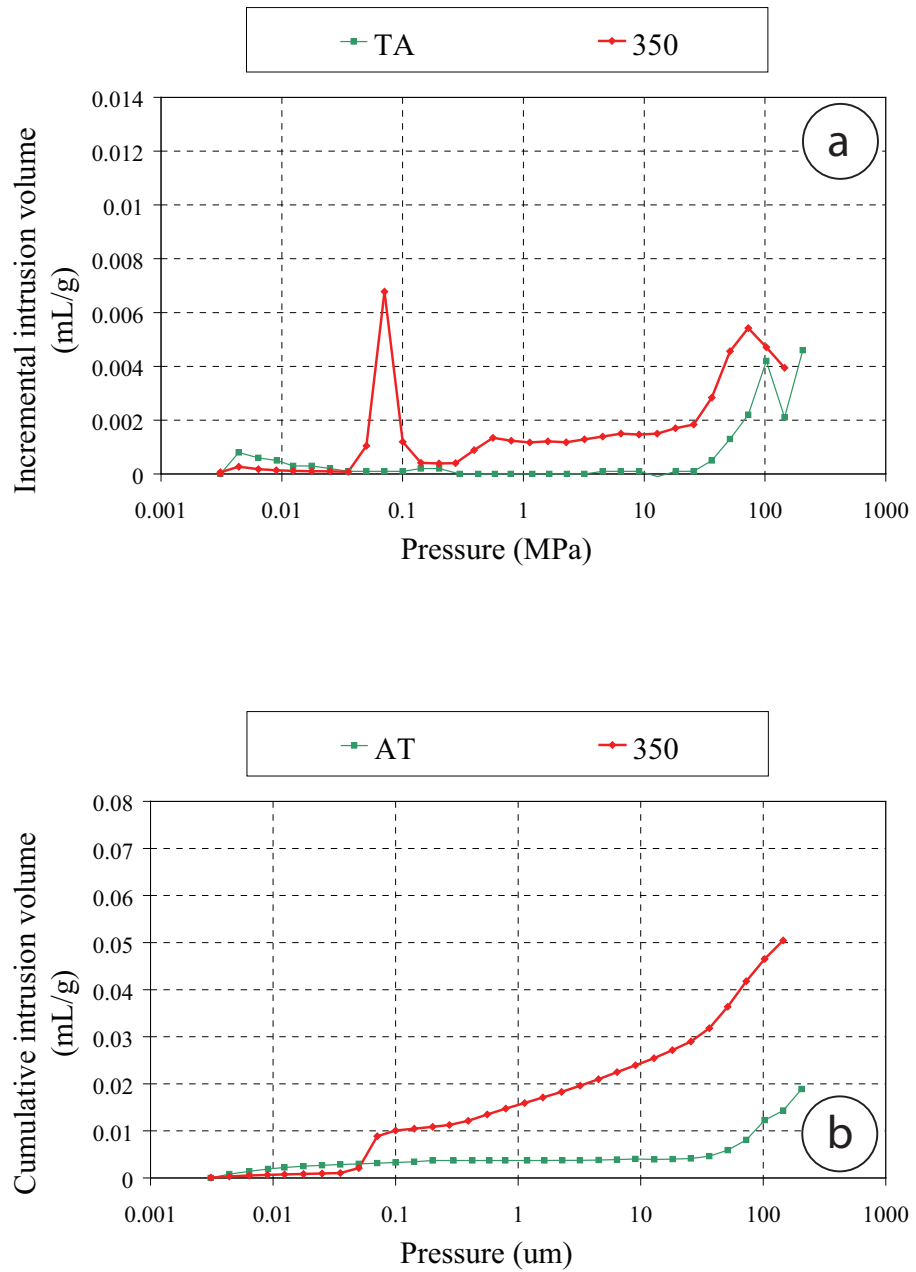 TA 350
0.014
0.012
0.01
0.008
0.006
0.004
0.002
0
Incremental intrusion volume
(mL/g)
a
0.001 0.01 0.1 1 10 100 1000
Pressure (MPa)
AT 350
0.08
0.07
0.06
0.05
0.04
0.03
0.02
0.01
0
Cumulative intrusion volume
(mL/g)
b
0.001 0.01 0.1 1 10 100 1000
Pressure (um)